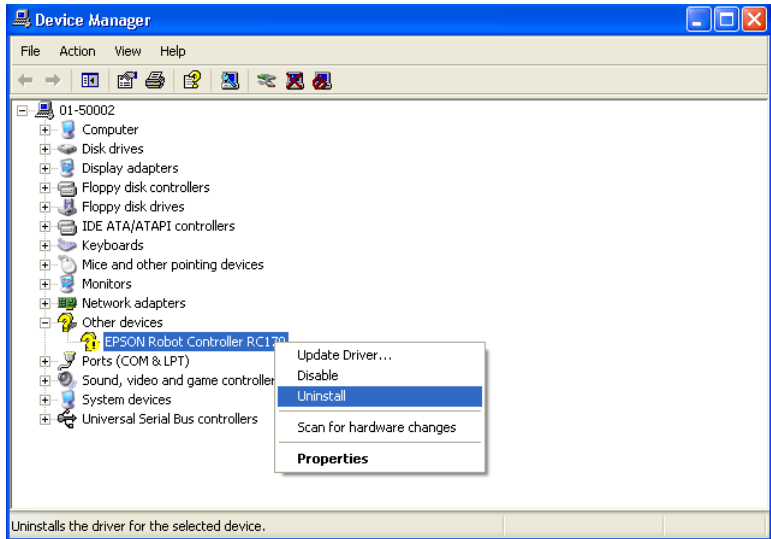 Device Manager
File Action View Help
01-50002
Computer
Disk drives
Display adapters
Floppy disk controllers
Floppy disk drives
IDE ATA/ATAPI controllers
Keyboards
Mice and other pointing devices
Monitors
Network adapters
Other devices
EPSON Robot Controller RC170
Ports (COM & LPT)
Sound, video and game controller
System devices
Universal Serial Bus controllers
Update Driver...
Disable
Uninstall
Scan for hardware changes
Properties
Uninstalls the driver for the selected device.